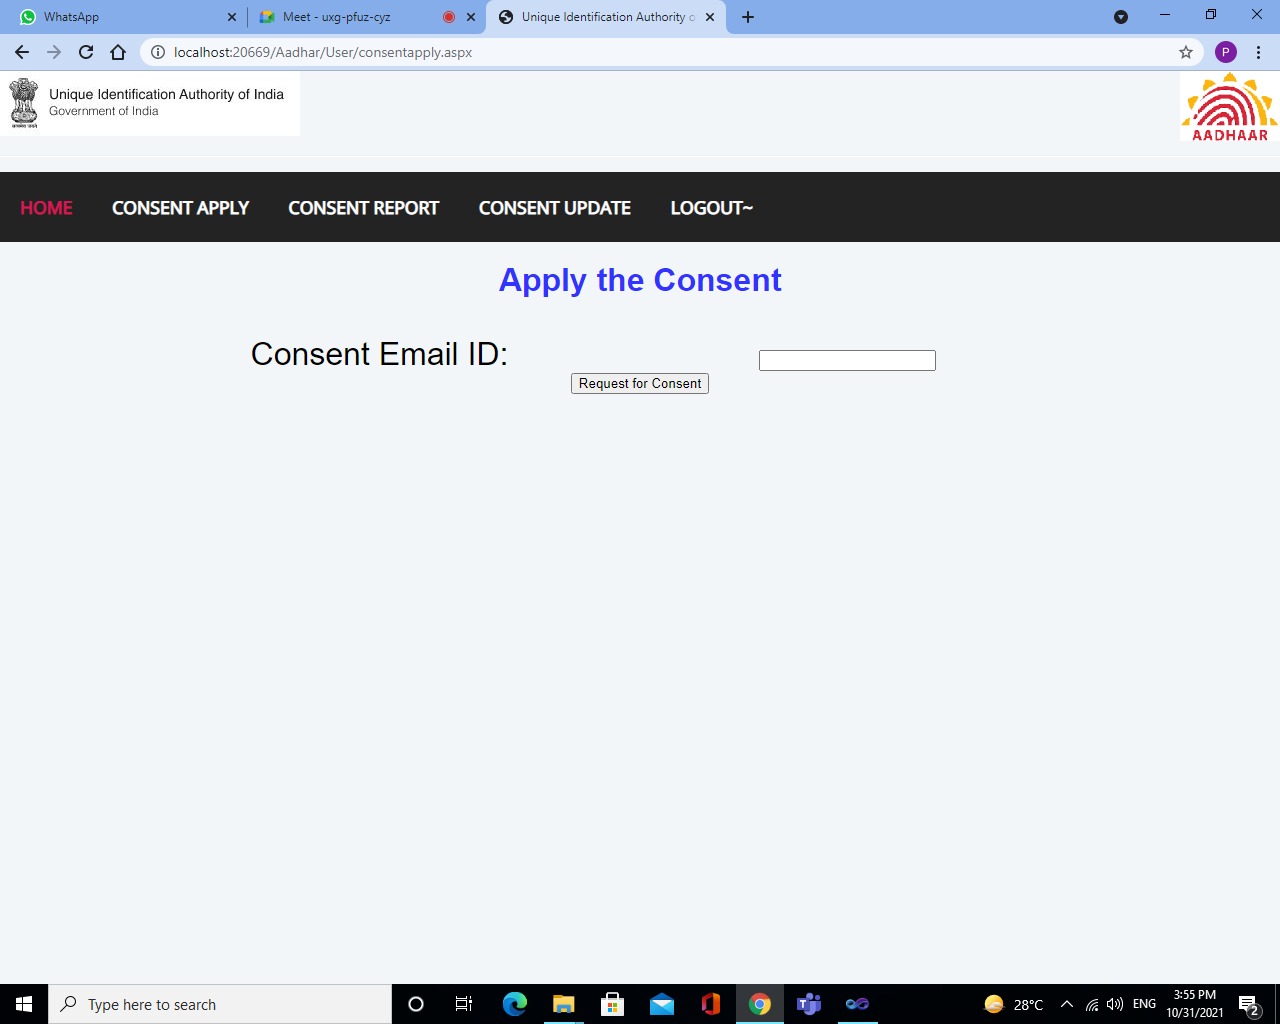 WhatsApp
Meet - uxg-pfuz-cyz
Unique Identification Authority o
localhost:20669/Aadhar/User/consentapply.aspx
P
Unique Identification Authority of India
Government of India
AADHAAR
HOME CONSENT APPLY CONSENT REPORT CONSENT UPDATE LOGOUT~
Apply the Consent
Consent Email ID:
Request for Consent
Type here to search
28°C
ENG
3:55 PM
10/31/2021
2